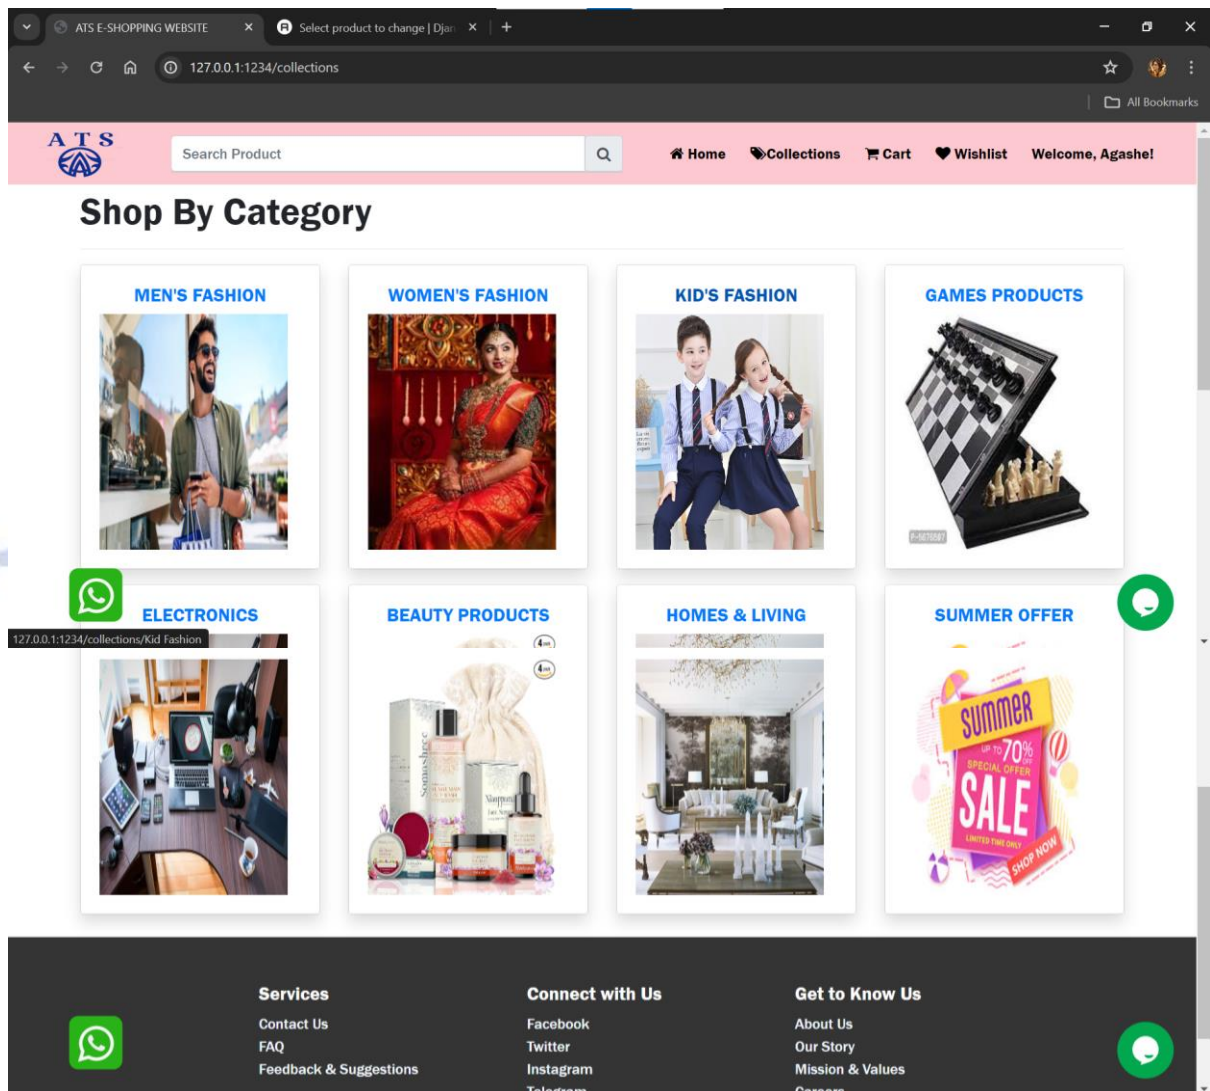 ATS E-SHOPPING WEBSITE
Select product to change | Djan
127.0.0.1:1234/collections
All Bookmarks
A T S
Search Product
Home Collections Cart Wishlist Welcome, Agashe!
Shop By Category
MEN'S FASHION WOMEN'S FASHION KID'S FASHION GAMES PRODUCTS
ELECTRONICS BEAUTY PRODUCTS HOMES & LIVING SUMMER OFFER
127.0.0.1:1234/collections/Kid Fashion
SUMMER
UP TO 70% OFF
SPECIAL OFFER
SALE
LIMITED TIME ONLY
SHOP NOW
Services Connect with Us Get to Know Us
Contact Us Facebook About Us
FAQ Twitter Our Story
Feedback & Suggestions Instagram Mission & Values
Telegram Careers